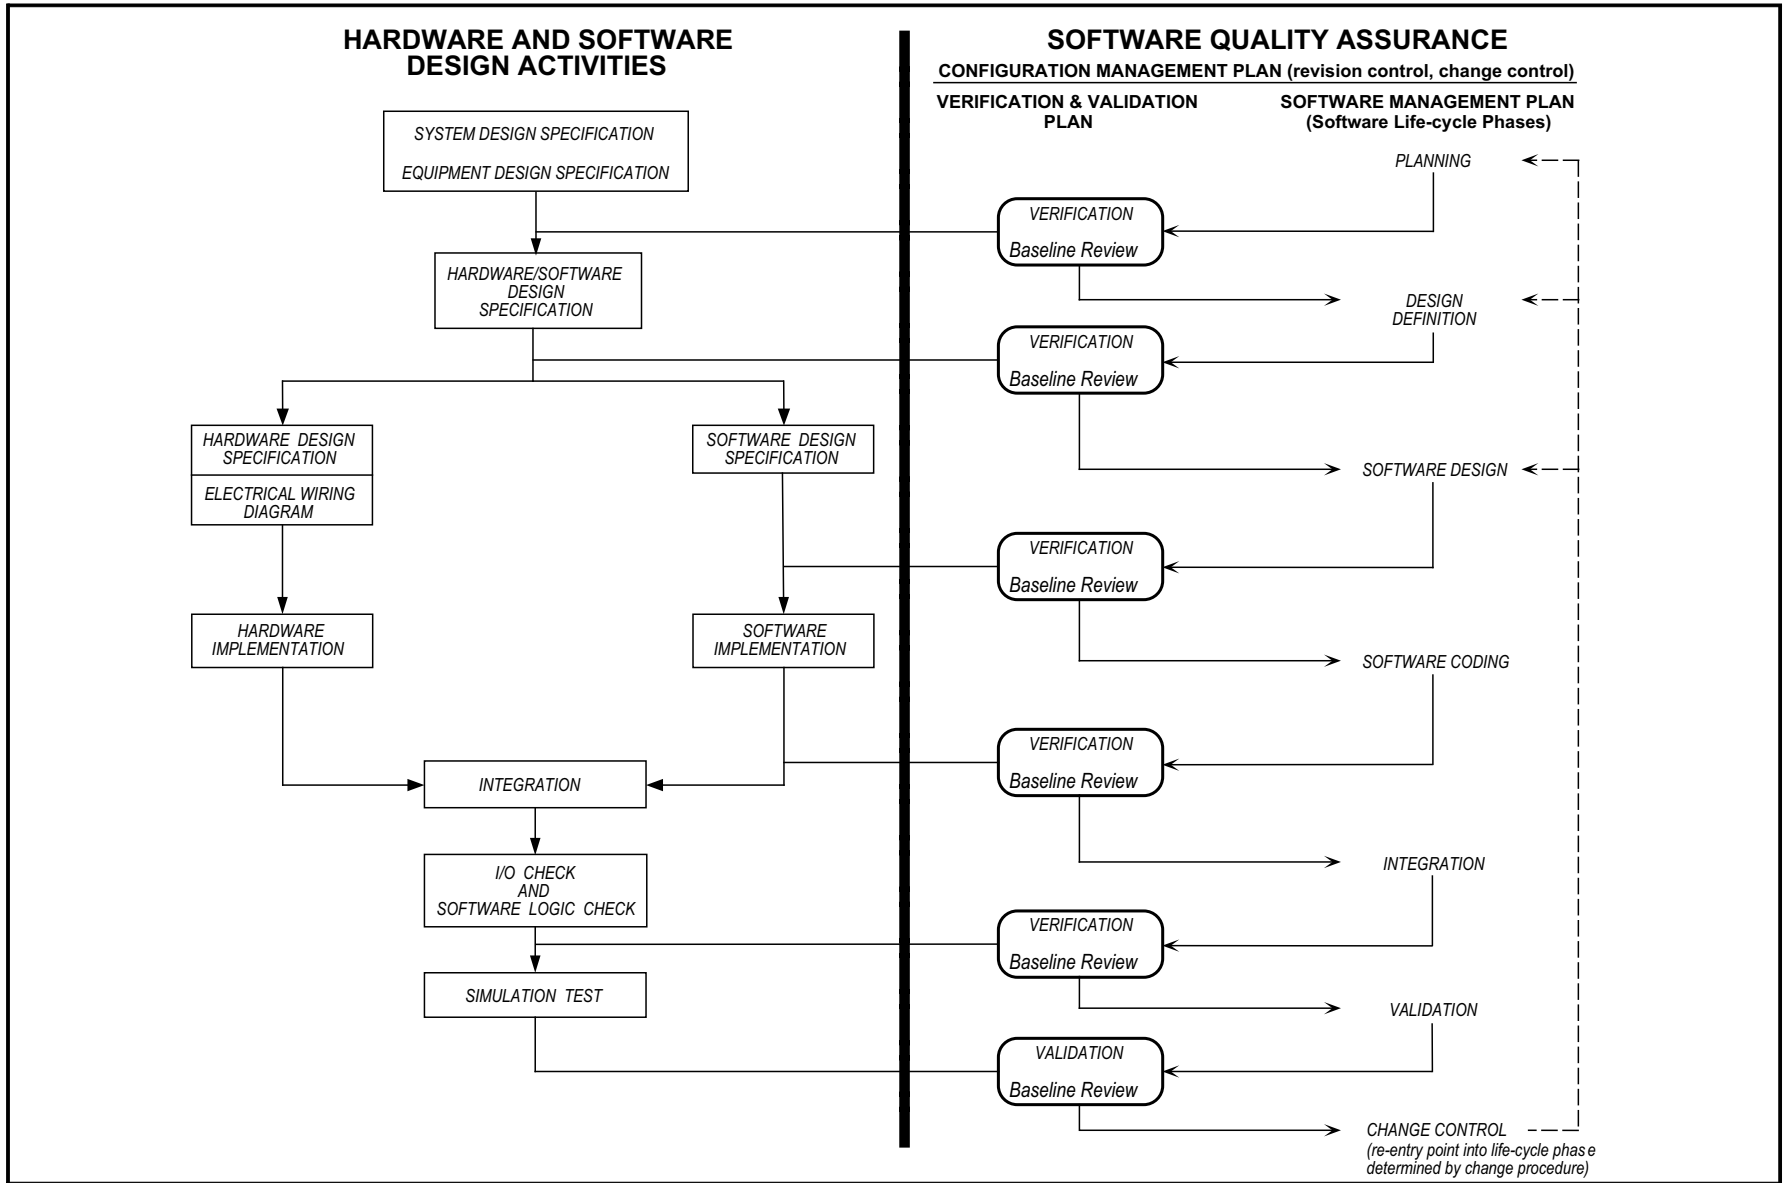 HARDWARE AND SOFTWARE
DESIGN ACTIVITIES
SYSTEM DESIGN SPECIFICATION
EQUIPMENT DESIGN SPECIFICATION
HARDWARE/SOFTWARE
DESIGN
SPECIFICATION
HARDWARE DESIGN
SPECIFICATION
ELECTRICAL WIRING
DIAGRAM
SOFTWARE DESIGN
SPECIFICATION
HARDWARE
IMPLEMENTATION
SOFTWARE
IMPLEMENTATION
INTEGRATION
I/O CHECK
AND
SOFTWARE LOGIC CHECK
SIMULATION TEST
SOFTWARE QUALITY ASSURANCE
CONFIGURATION MANAGEMENT PLAN (revision control, change control)
VERIFICATION & VALIDATION
PLAN
SOFTWARE MANAGEMENT PLAN
(Software Life-cycle Phases)
PLANNING
VERIFICATION
Baseline Review
DESIGN
DEFINITION
VERIFICATION
Baseline Review
SOFTWARE DESIGN
VERIFICATION
Baseline Review
SOFTWARE CODING
VERIFICATION
Baseline Review
INTEGRATION
VERIFICATION
Baseline Review
VALIDATION
VALIDATION
Baseline Review
CHANGE CONTROL
(re-entry point into life-cycle phase
determined by change procedure)